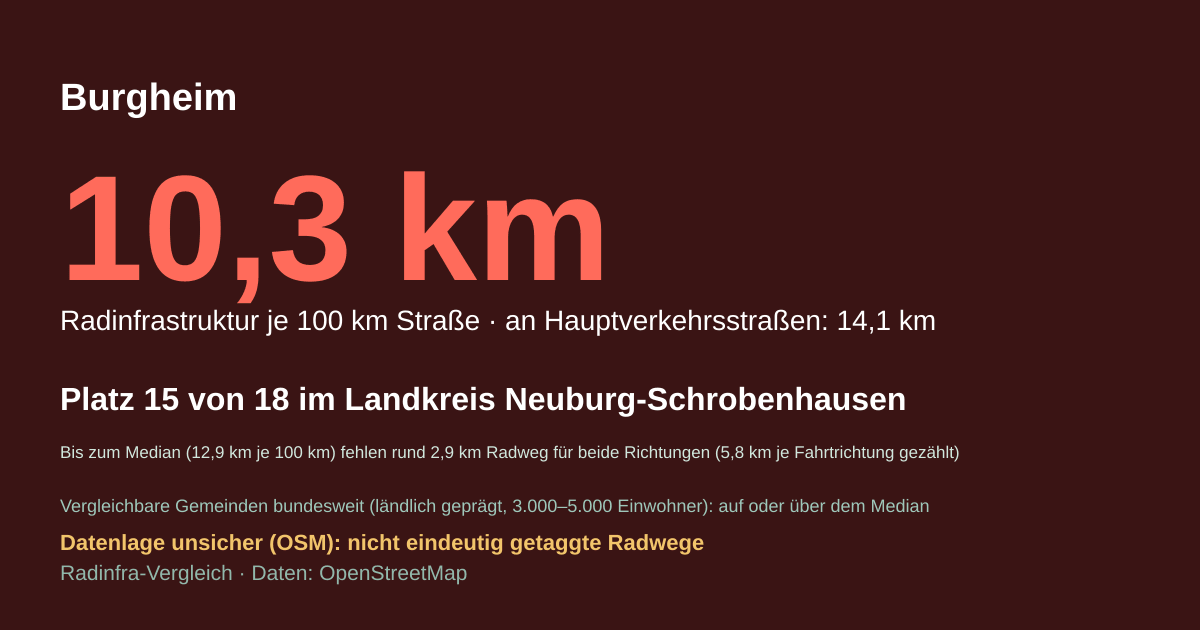 Burgheim
10,3 km
Radinfrastruktur je 100 km Straße · an Hauptverkehrsstraßen: 14,1 km
Platz 15 von 18 im Landkreis Neuburg-Schrobenhausen
Bis zum Median (12,9 km je 100 km) fehlen rund 2,9 km Radweg für beide Richtungen (5,8 km je Fahrtrichtung gezählt)
Vergleichbare Gemeinden bundesweit (ländlich geprägt, 3.000–5.000 Einwohner): auf oder über dem Median
Datenlage unsicher (OSM): nicht eindeutig getaggte Radwege
Radinfra-Vergleich · Daten: OpenStreetMap